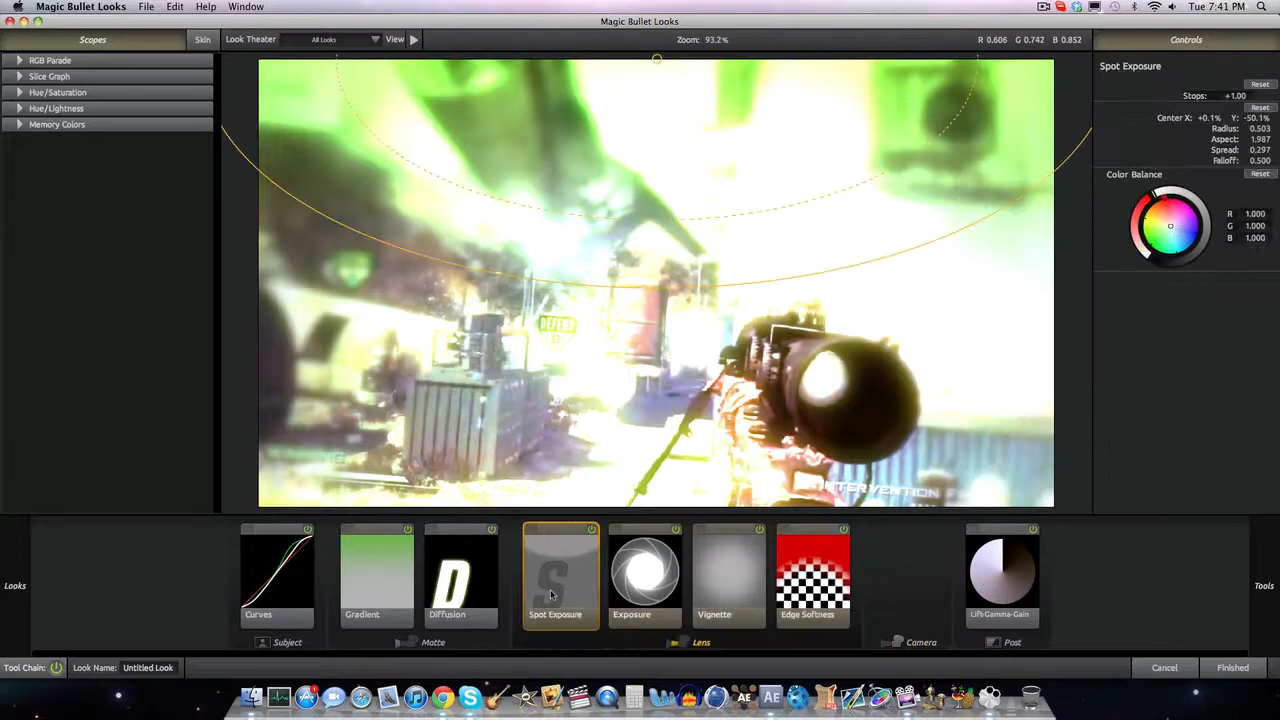 Magic Bullet Looks File Edit Help Window Tue 7:41 PM
Magic Bullet Looks
Scopes Skin Look Theater All Looks View Zoom: 93.2% R 0.606 G 0.742 B 0.852 Controls
RGB Parade
Slice Graph
Hue/Saturation
Hue/Lightness
Memory Colors
Spot Exposure
Reset
Stops: +1.00
Reset
Center X: +0.1% Y: -50.1%
Radius: 0.503
Aspect: 1.987
Spread: 0.297
Falloff: 0.500
Color Balance Reset
R 1.000
G 1.000
B 1.000
INTERVENTION
D S
Curves Gradient Diffusion Spot Exposure Exposure Vignette Edge Softness Lift-Gamma-Gain
Looks Tools
Subject Matte Lens Camera Post
Tool Chain: Look Name: Untitled Look Cancel Finished
AE AE